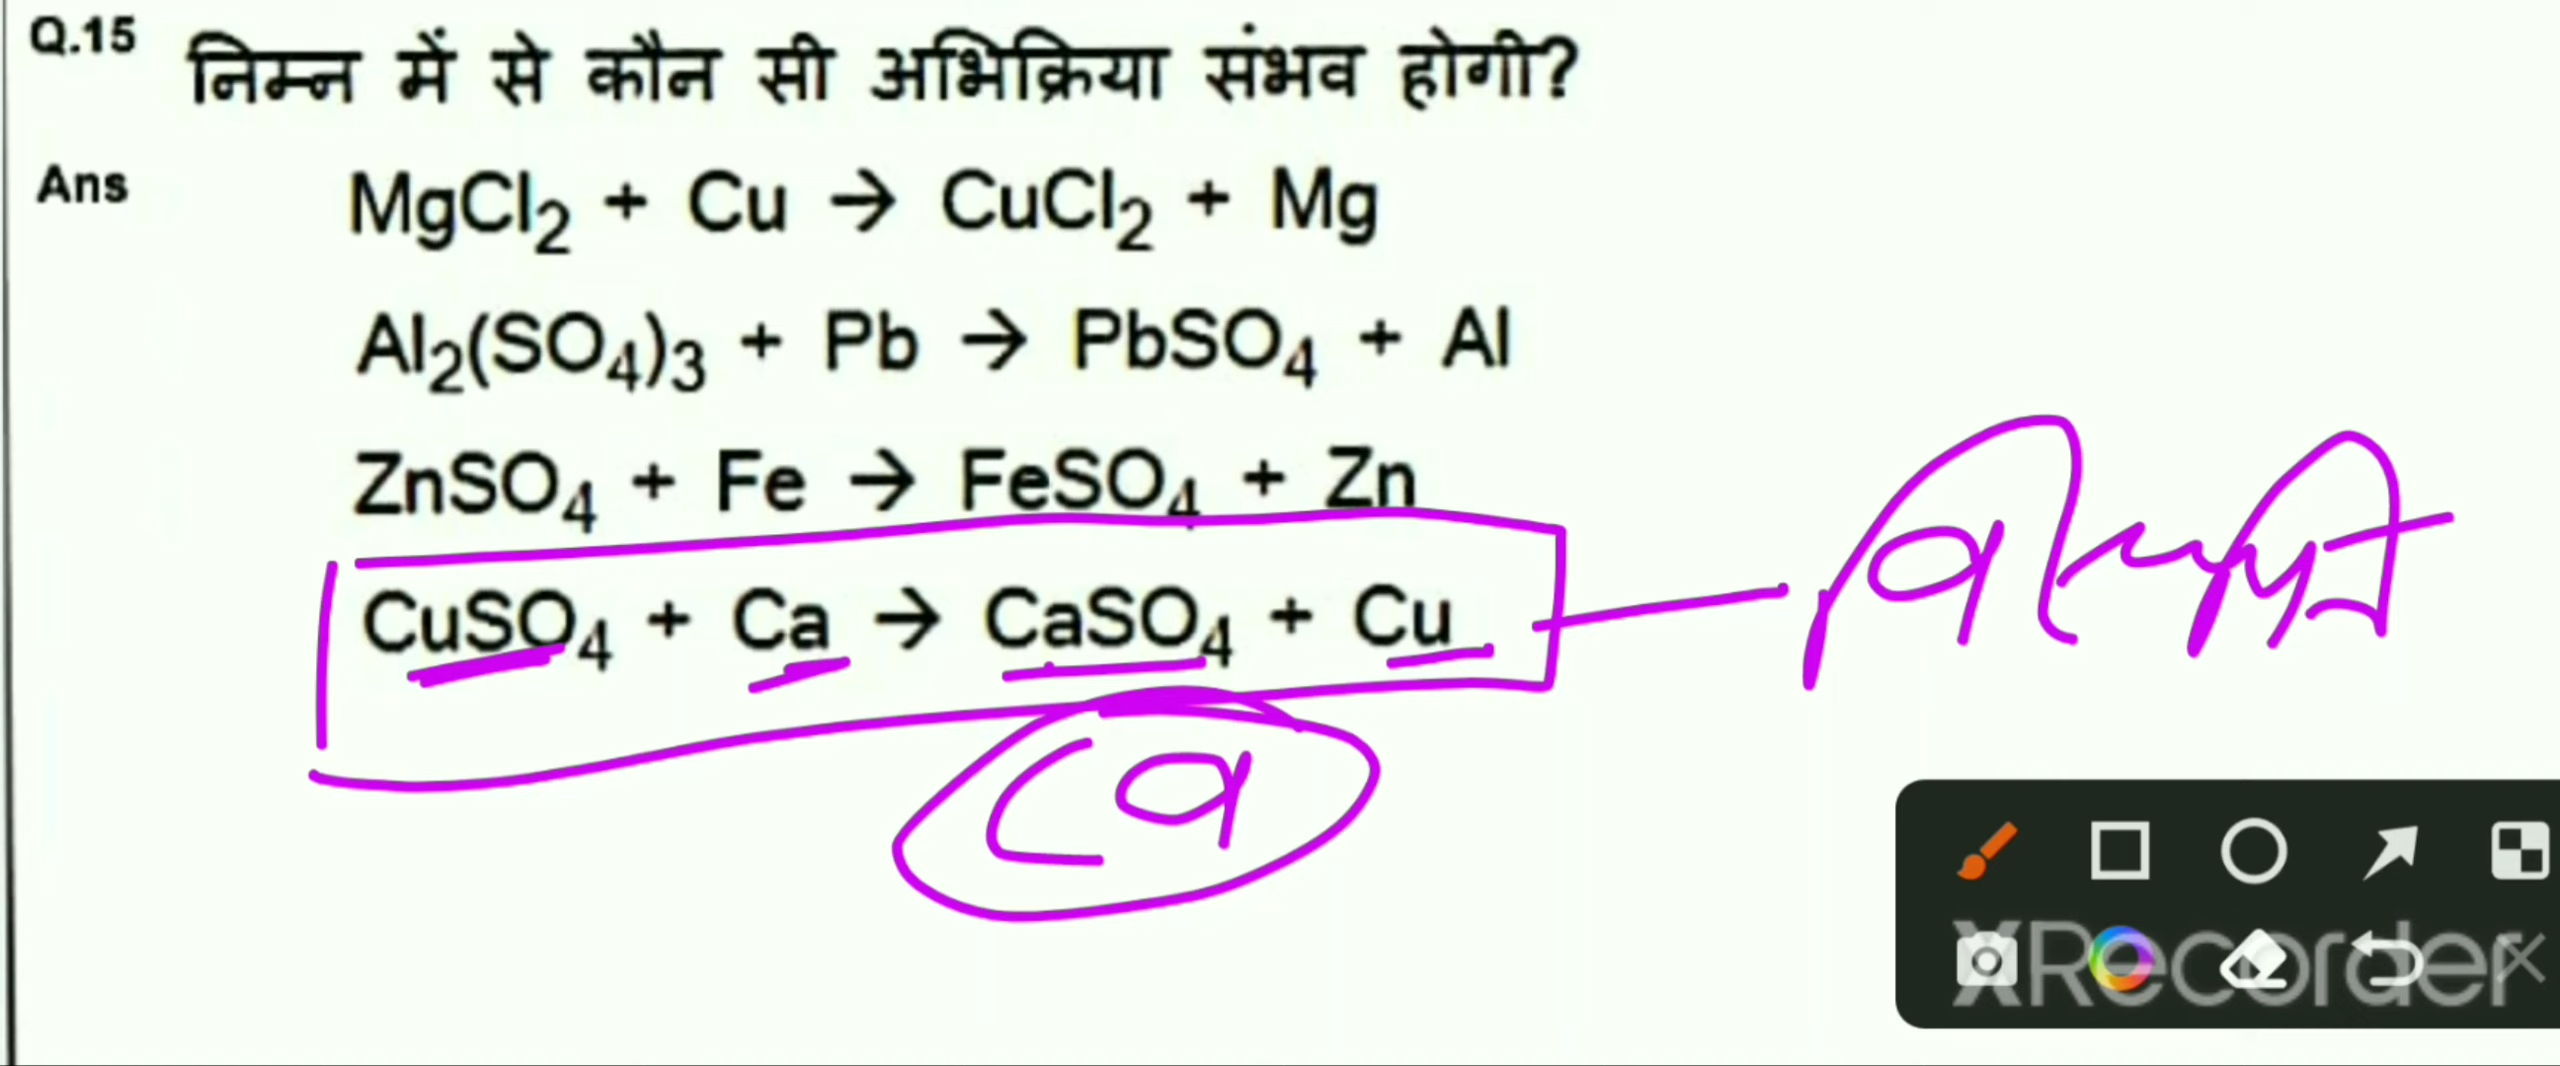 Q.15 निम्न में से कौन सी अभिक्रिया संभव होगी?
Ans MgCl₂ + Cu → CuCl₂ + Mg
Al₂(SO₄)₃ + Pb → PbSO₄ + Al
ZnSO₄ + Fe → FeSO₄ + Zn
CuSO₄ + Ca → CaSO₄ + Cu
Ca
XRecorder